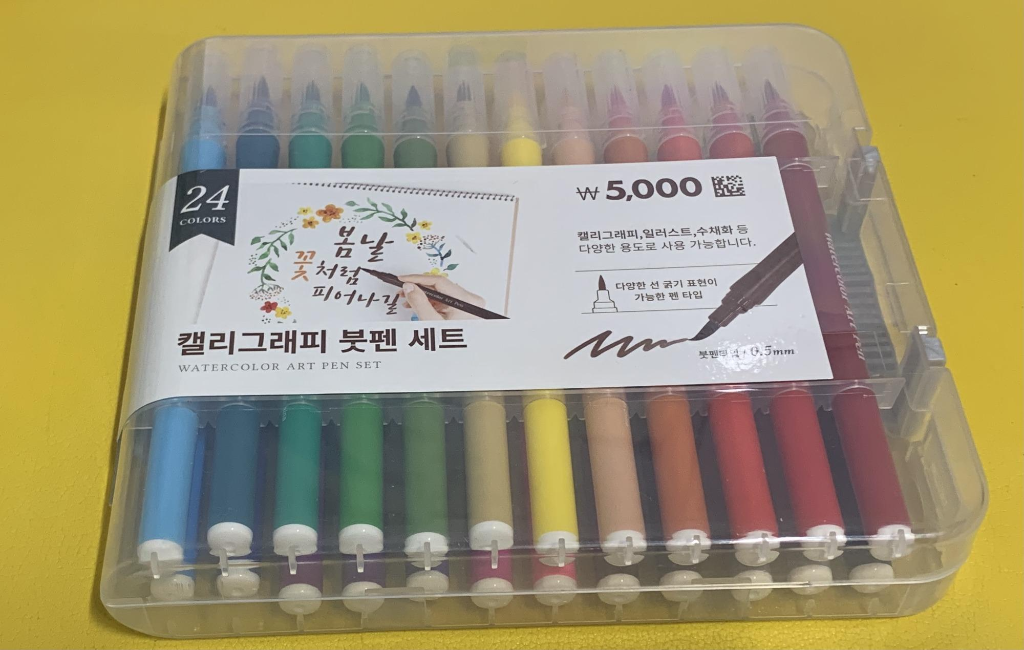 24
COLORS
봄날
꽃처럼
피어나길
캘리그래피 붓펜 세트
WATERCOLOR ART PEN SET
₩5,000
캘리그래피,일러스트,수채화 등
다양한 용도로 사용 가능합니다.
다양한 선 굵기 표현이
가능한 펜 타입
0.5mm